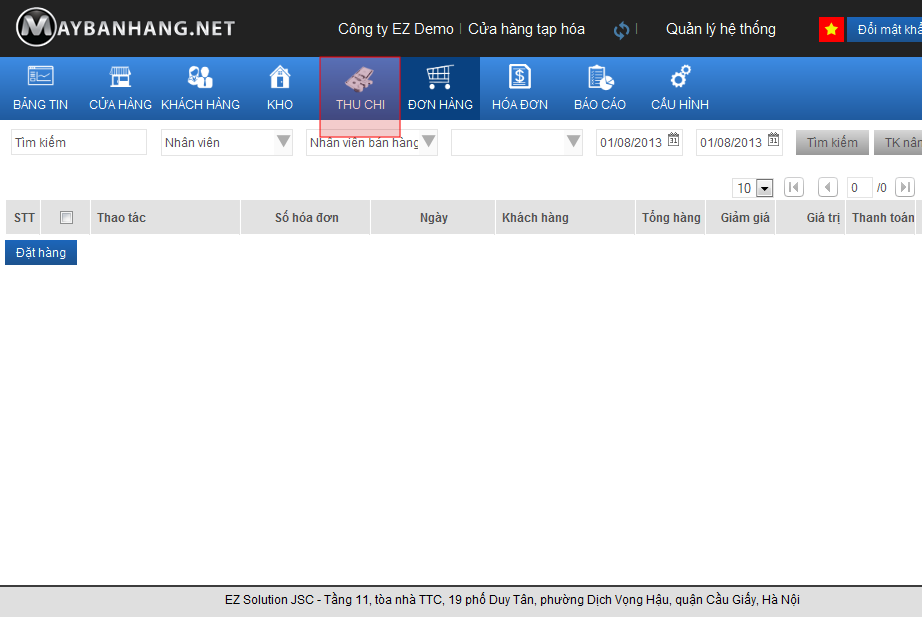 MAYBANHANG.NET Công ty EZ Demo Cửa hàng tạp hóa Quản lý hệ thống Đổi mật
BẢNG TIN CỬA HÀNG KHÁCH HÀNG KHO THU CHI ĐƠN HÀNG HÓA ĐƠN BÁO CÁO CẤU HÌNH
Tìm kiếm Nhân viên Nhân viên bán hàng 01/08/2013 31 01/08/2013 31 Tìm kiếm TK
10 0 /0
STT Thao tác Số hóa đơn Ngày Khách hàng Tổng hàng Giảm giá Giá trị Thanh toán
Đặt hàng
EZ Solution JSC - Tầng 11, tòa nhà TTC, 19 phố Duy Tân, phường Dịch Vọng Hậu, quận Cầu Giấy, Hà Nội